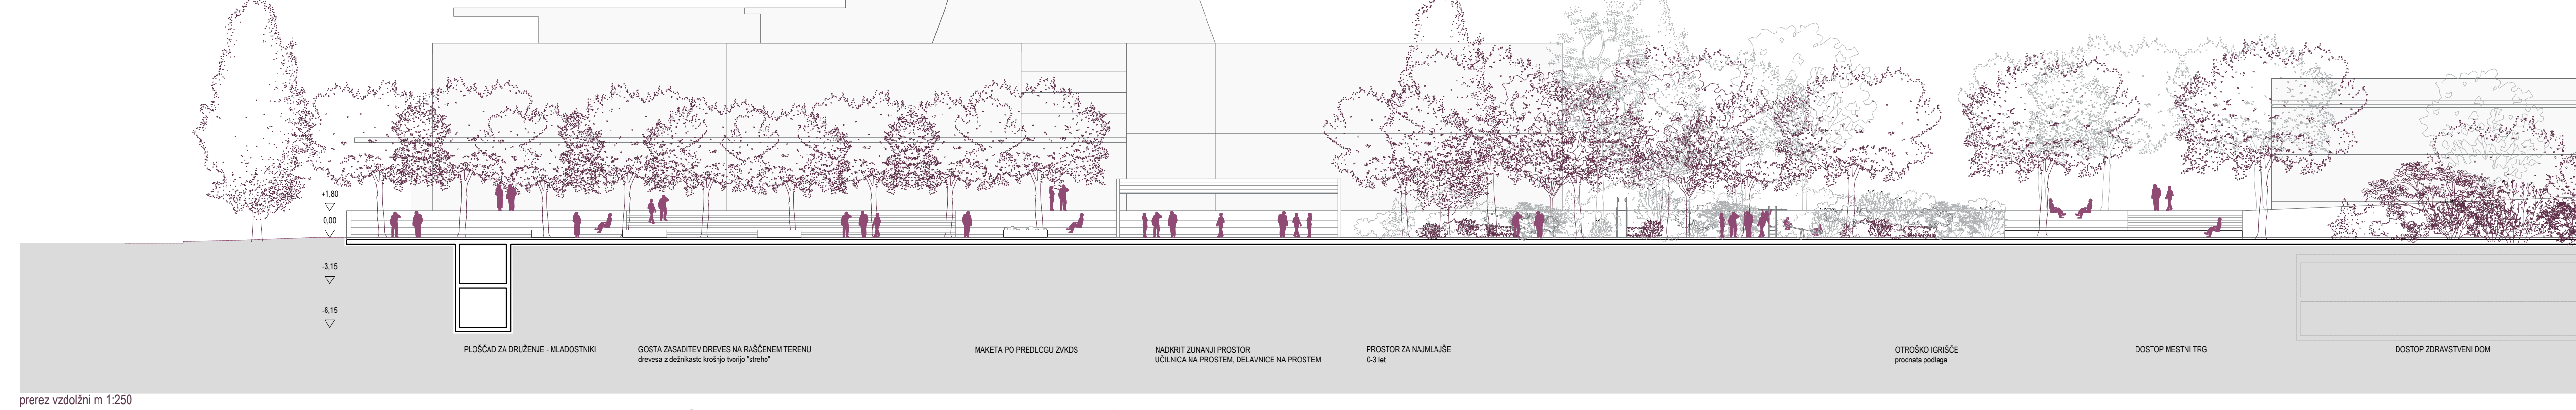 +1,80
0,00
-3,15
-6,15
PLOŠČAD ZA DRUŽENJE - MLADOSTNIKI
GOSTA ZASADITEV DREVES NA RAŠČENEM TERENU
drevesa z dežnikasto krošnjo tvorijo "streho"
MAKETA PO PREDLOGU ZVKDS
NADKRIT ZUNANJI PROSTOR
UČILNICA NA PROSTEM, DELAVNICE NA PROSTEM
PROSTOR ZA NAJMLAJŠE
0-3 let
OTROŠKO IGRIŠČE
prodnata podlaga
DOSTOP MESTNI TRG
DOSTOP ZDRAVSTVENI DOM
prerez vzdolžni m 1:250